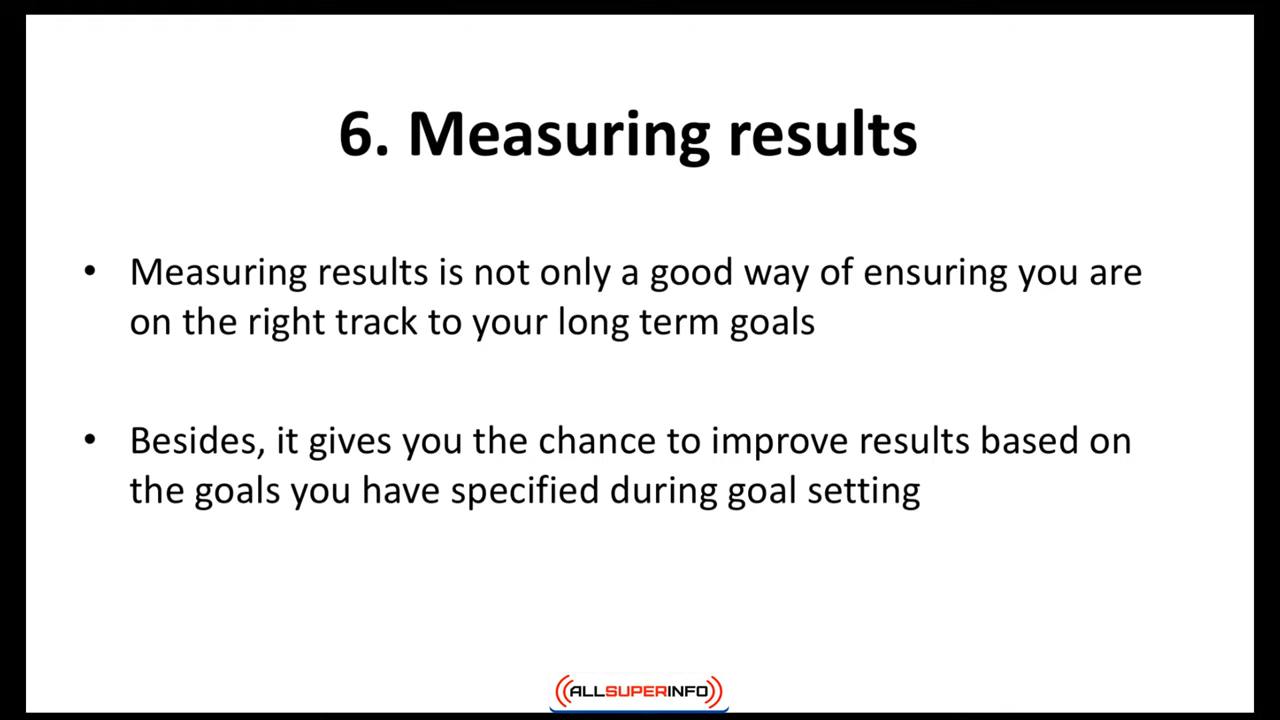 6. Measuring results
• Measuring results is not only a good way of ensuring you are
on the right track to your long term goals
• Besides, it gives you the chance to improve results based on
the goals you have specified during goal setting
ALLSUPERINFO